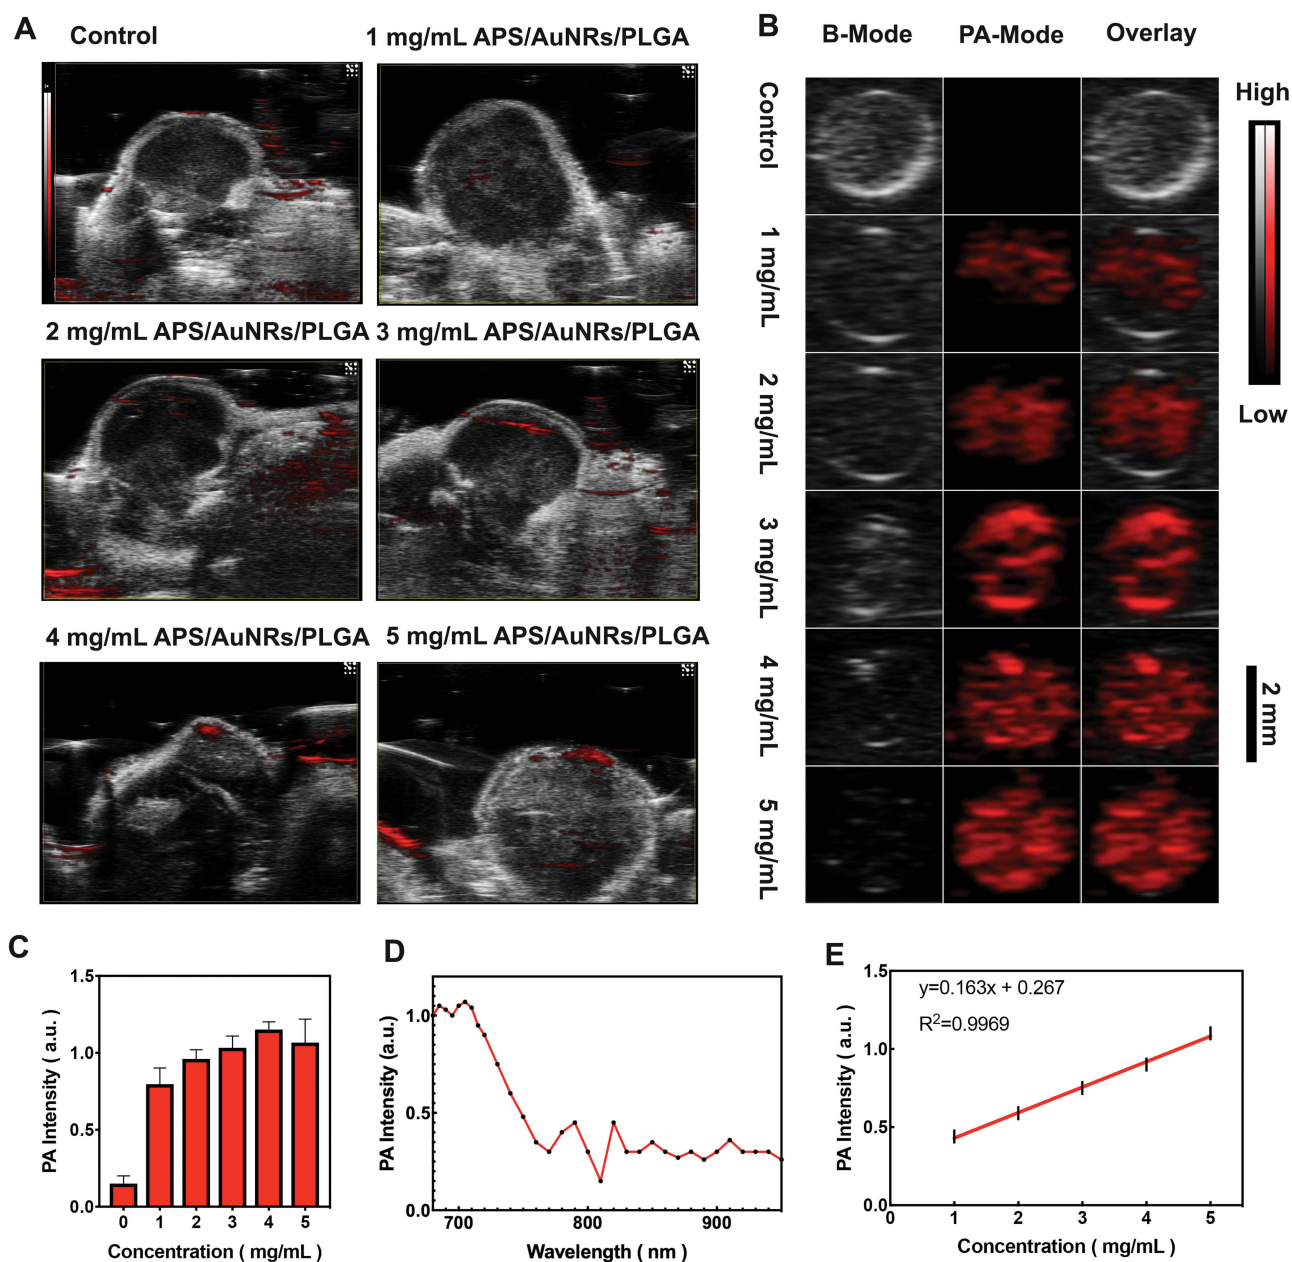 A
Control
1 mg/mL APS/AuNRs/PLGA
2 mg/mL APS/AuNRs/PLGA
3 mg/mL APS/AuNRs/PLGA
4 mg/mL APS/AuNRs/PLGA
5 mg/mL APS/AuNRs/PLGA
B
B-Mode
PA-Mode
Overlay
Control
1 mg/mL
2 mg/mL
3 mg/mL
4 mg/mL
5 mg/mL
High
Low
2 mm
C
PA Intensity ( a.u.)
1.5
1.0
0.5
0.0
0 1 2 3 4 5
Concentration ( mg/mL )
D
PA Intensity (a.u.)
1.0
0.5
0.0
700 800 900
Wavelength ( nm )
E
y=0.163x + 0.267
R²=0.9969
PA Intensity ( a.u. )
1.5
1.0
0.5
0.0
0 1 2 3 4 5
Concentration ( mg/mL )